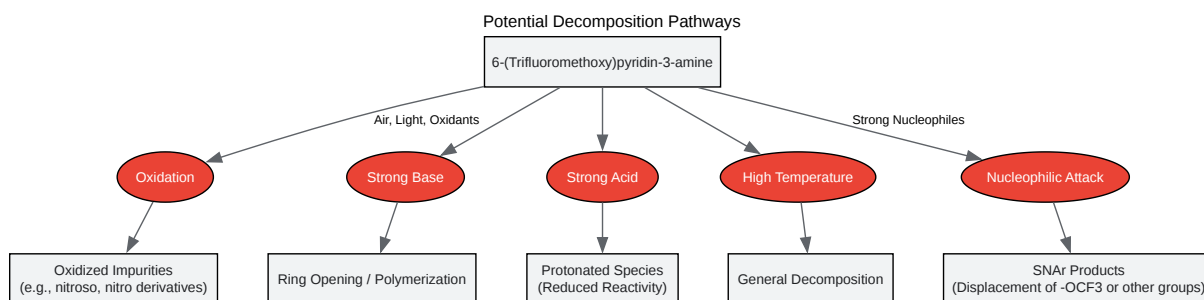 Potential Decomposition Pathways
6-(Trifluoromethoxy)pyridin-3-amine
Air, Light, Oxidants
Strong Nucleophiles
Oxidation
Strong Base
Strong Acid
High Temperature
Nucleophilic Attack
Oxidized Impurities
(e.g., nitroso, nitro derivatives)
Ring Opening / Polymerization
Protonated Species
(Reduced Reactivity)
General Decomposition
SNAr Products
(Displacement of -OCF3 or other groups)